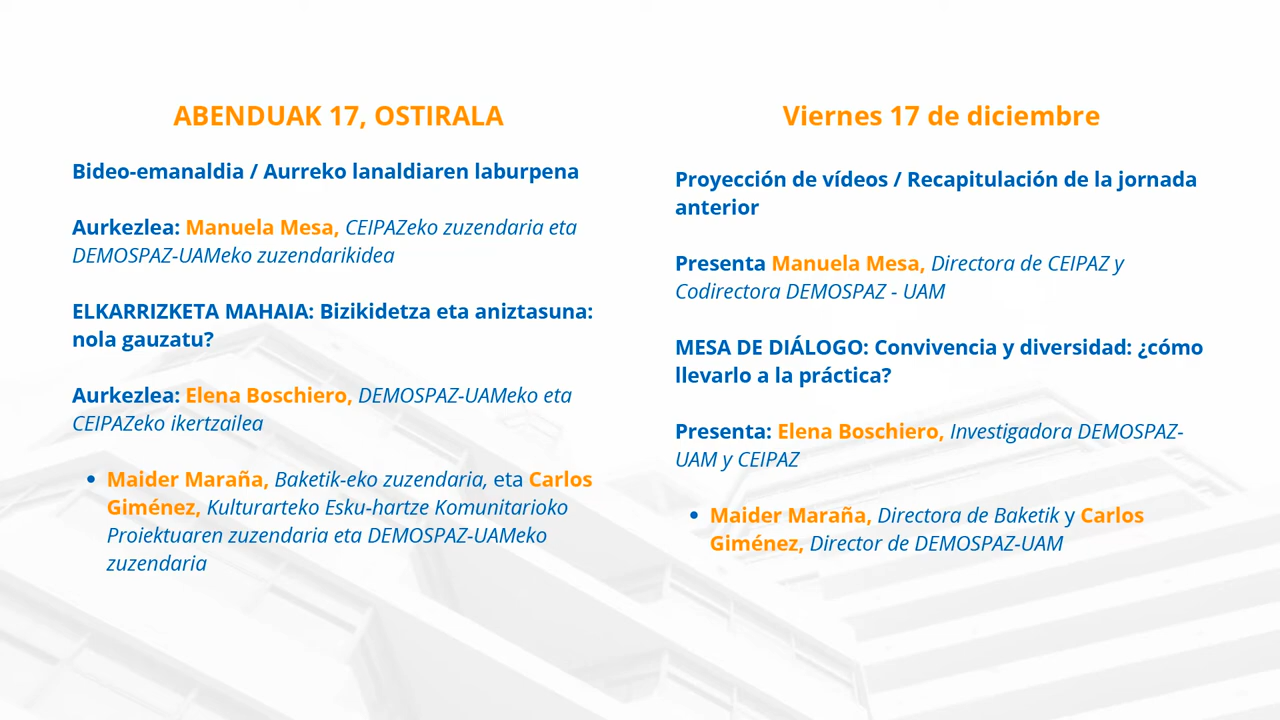 ABENDUAK 17, OSTIRALA
Bideo-emanaldia / Aurreko lanaldiaren laburpena
Aurkezlea: Manuela Mesa, CEIPAZeko zuzendaria eta
DEMOSPAZ-UAMeko zuzendarikidea
ELKARRIZKETA MAHAIA: Bizikidetza eta aniztasuna:
nola gauzatu?
Aurkezlea: Elena Boschiero, DEMOSPAZ-UAMeko eta
CEIPAZeko ikertzailea
• Maider Maraña, Baketik-eko zuzendaria, eta Carlos
Giménez, Kulturarteko Esku-hartze Komunitarioko
Proiektuaren zuzendaria eta DEMOSPAZ-UAMeko
zuzendaria
Viernes 17 de diciembre
Proyección de vídeos / Recapitulación de la jornada
anterior
Presenta Manuela Mesa, Directora de CEIPAZ y
Codirectora DEMOSPAZ - UAM
MESA DE DIÁLOGO: Convivencia y diversidad: ¿cómo
llevarlo a la práctica?
Presenta: Elena Boschiero, Investigadora DEMOSPAZ-
UAM y CEIPAZ
• Maider Maraña, Directora de Baketik y Carlos
Giménez, Director de DEMOSPAZ-UAM